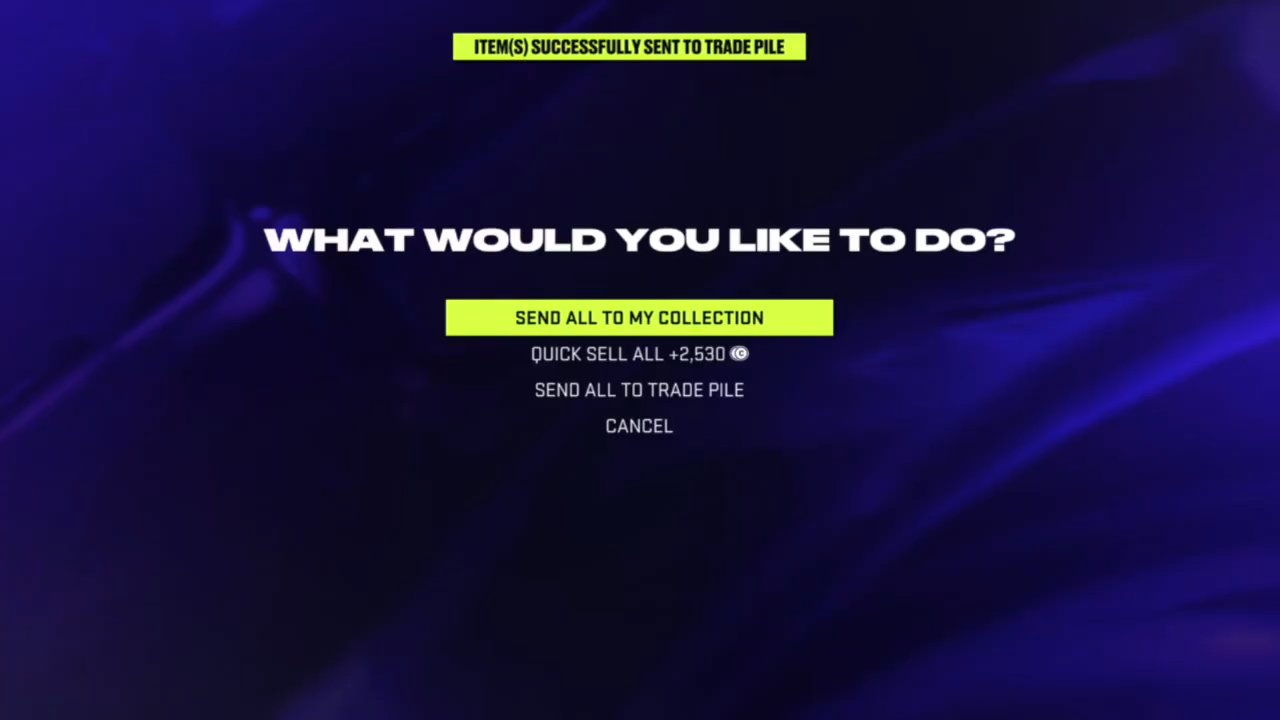 ITEM(S) SUCCESSFULLY SENT TO TRADE PILE
WHAT WOULD YOU LIKE TO DO?
SEND ALL TO MY COLLECTION
QUICK SELL ALL +2,530
SEND ALL TO TRADE PILE
CANCEL